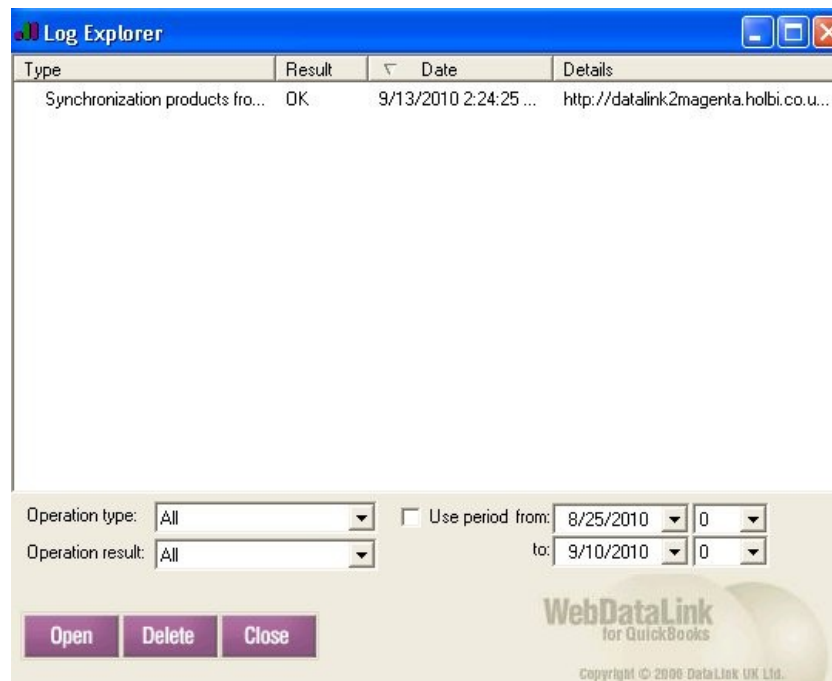 Log Explorer
Type Result Date Details
Synchronization products fro... OK 9/13/2010 2:24:25 ... http://datalink2magenta.holbi.co.u...
Operation type: All Use period from: 8/25/2010 0
Operation result: All to: 9/10/2010 0
Open Delete Close
WebDataLink
for QuickBooks
Copyright © 2006 DataLink UK Ltd.